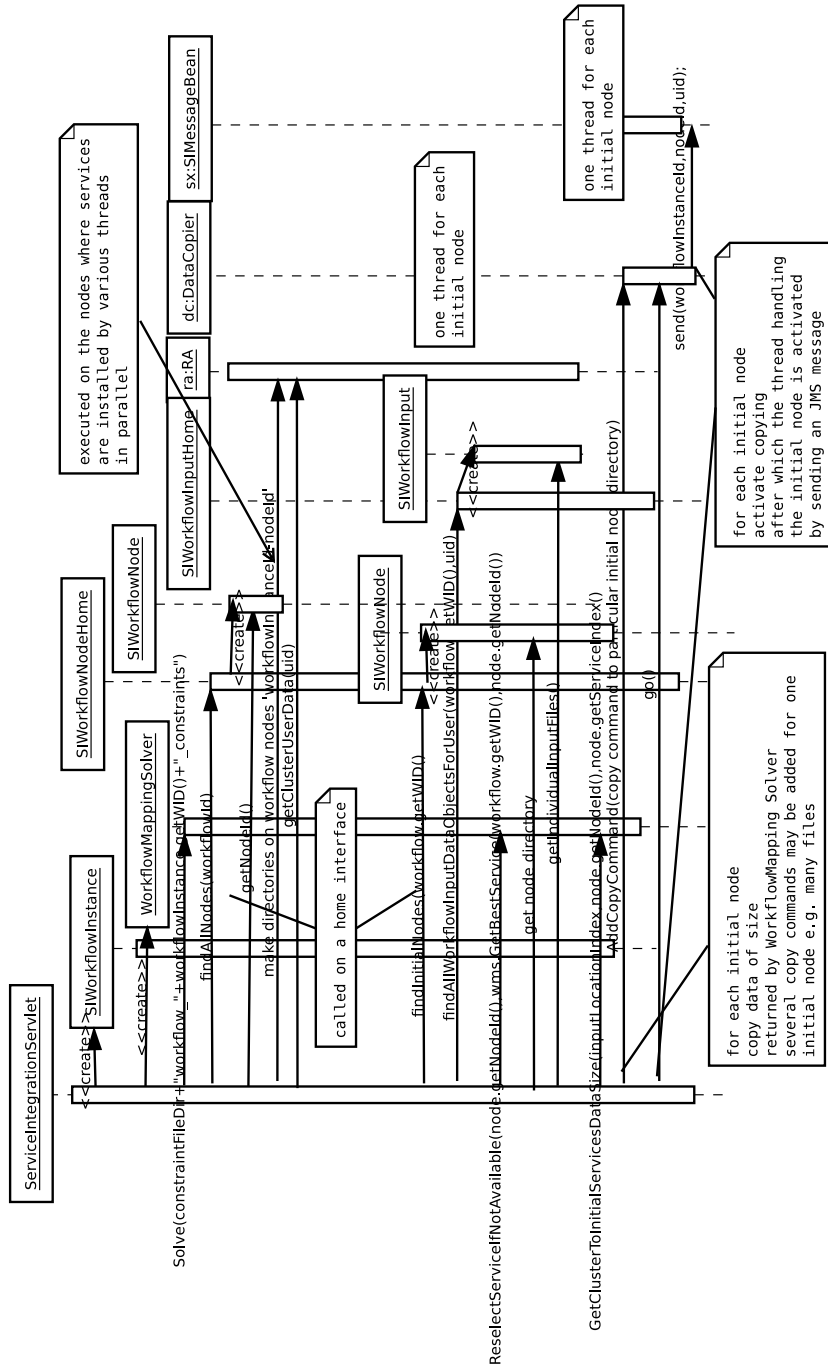 ServiceIntegrationServlet
SIWorkflowInstance
WorkflowMappingSolver
SIWorkflowNodeHome
SIWorkflowNode
SIWorkflowInputHome
ra:RA
dc:DataCopier
sx:SIMessageBean
executed on the nodes where services
are installed by various threads
in parallel
<<create>>
<<create>>
Solve(constraintFileDir+"workflow_"+workflowInstance.getWID()+"_constraints")
findAllNodes(workflowId)
<<create>>
getNodeId()
make directories on workflow nodes 'workflowInstanceId-nodeId'
getClusterUserData(uid)
called on a home interface
SIWorkflowNode
SIWorkflowInput
one thread for each
initial node
findInitialNodes(workflow.getWID()
<<create>>
findAllWorkflowInputDataObjectsForUser(workflow.getWID(),uid)
<<create>>
ReselectServiceIfNotAvailable(node.getNodeId(),wms.GetBestService(workflow.getWID(),node.getNodeId())
get node directory
getIndividualInputFiles()
one thread for each
initial node
GetClusterToInitialServicesDataSize(inputLocationIndex,node.getNodeId(),node.getServiceIndex()
AddCopyCommand(copy command to particular initial node directory)
go()
send(workflowInstanceId,nodeId,uid);
for each initial node
copy data of size
returned by WorkflowMapping Solver
several copy commands may be added for one
initial node e.g. many files
for each initial node
activate copying
after which the thread handling
the initial node is activated
by sending an JMS message